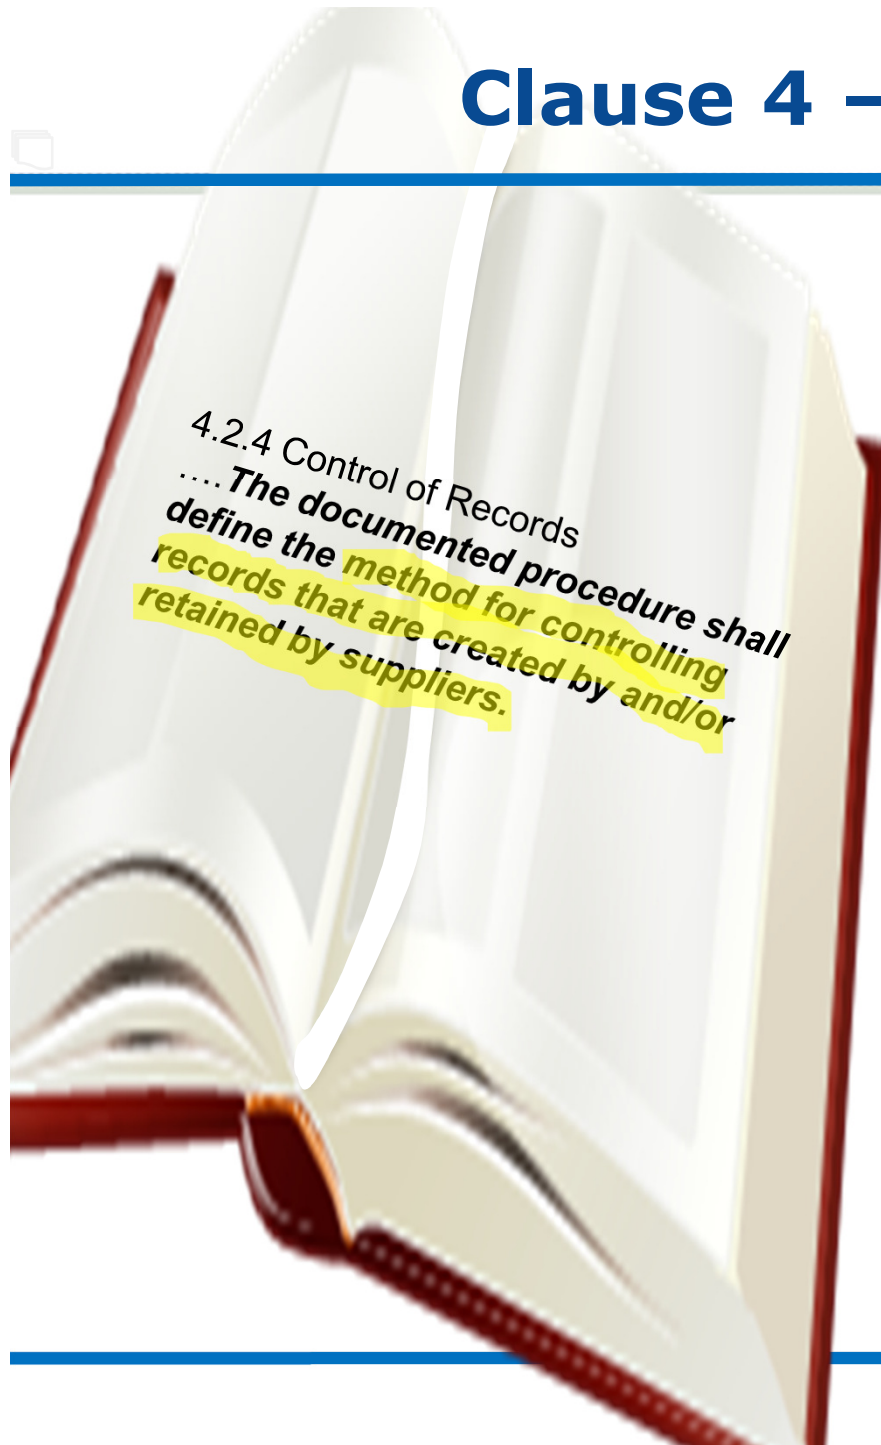 Clause 4 –
4.2.4 Control of Records
....The documented procedure shall
define the method for controlling
records that are created by and/or
retained by suppliers.